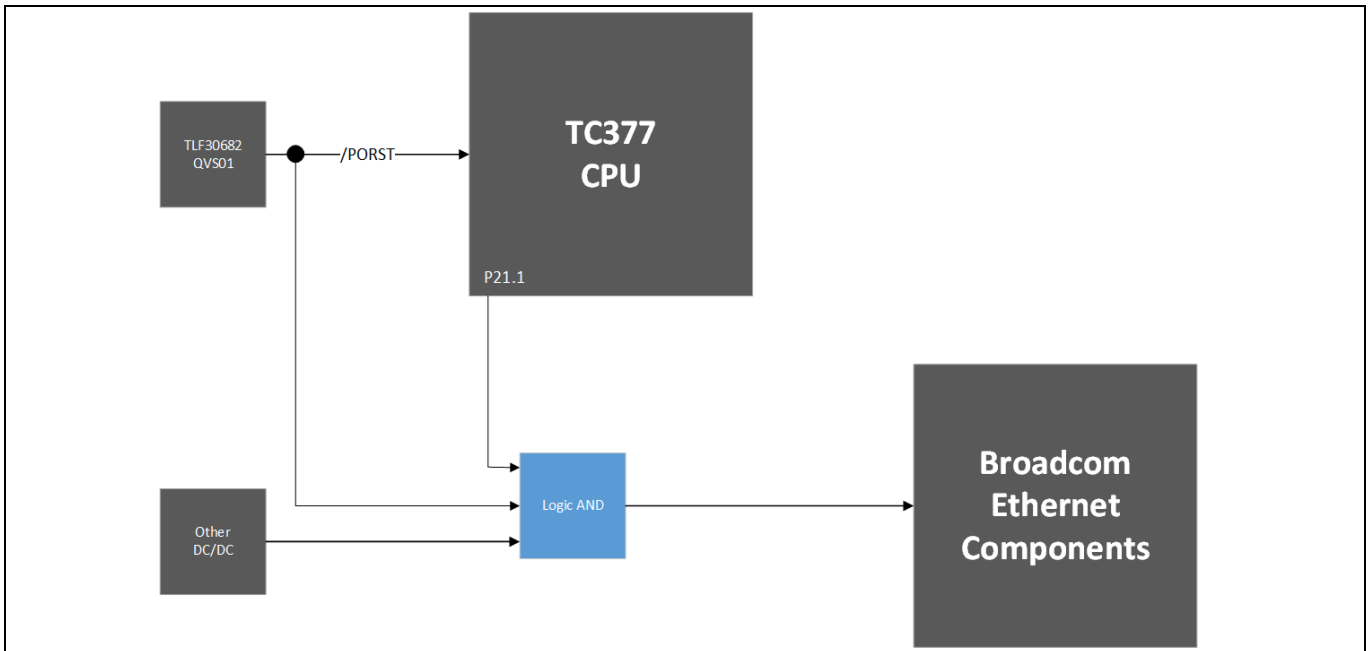 TLF30682
QVS01
/PORST
TC377
CPU
P21.1
Logic AND
Other
DC/DC
Broadcom
Ethernet
Components